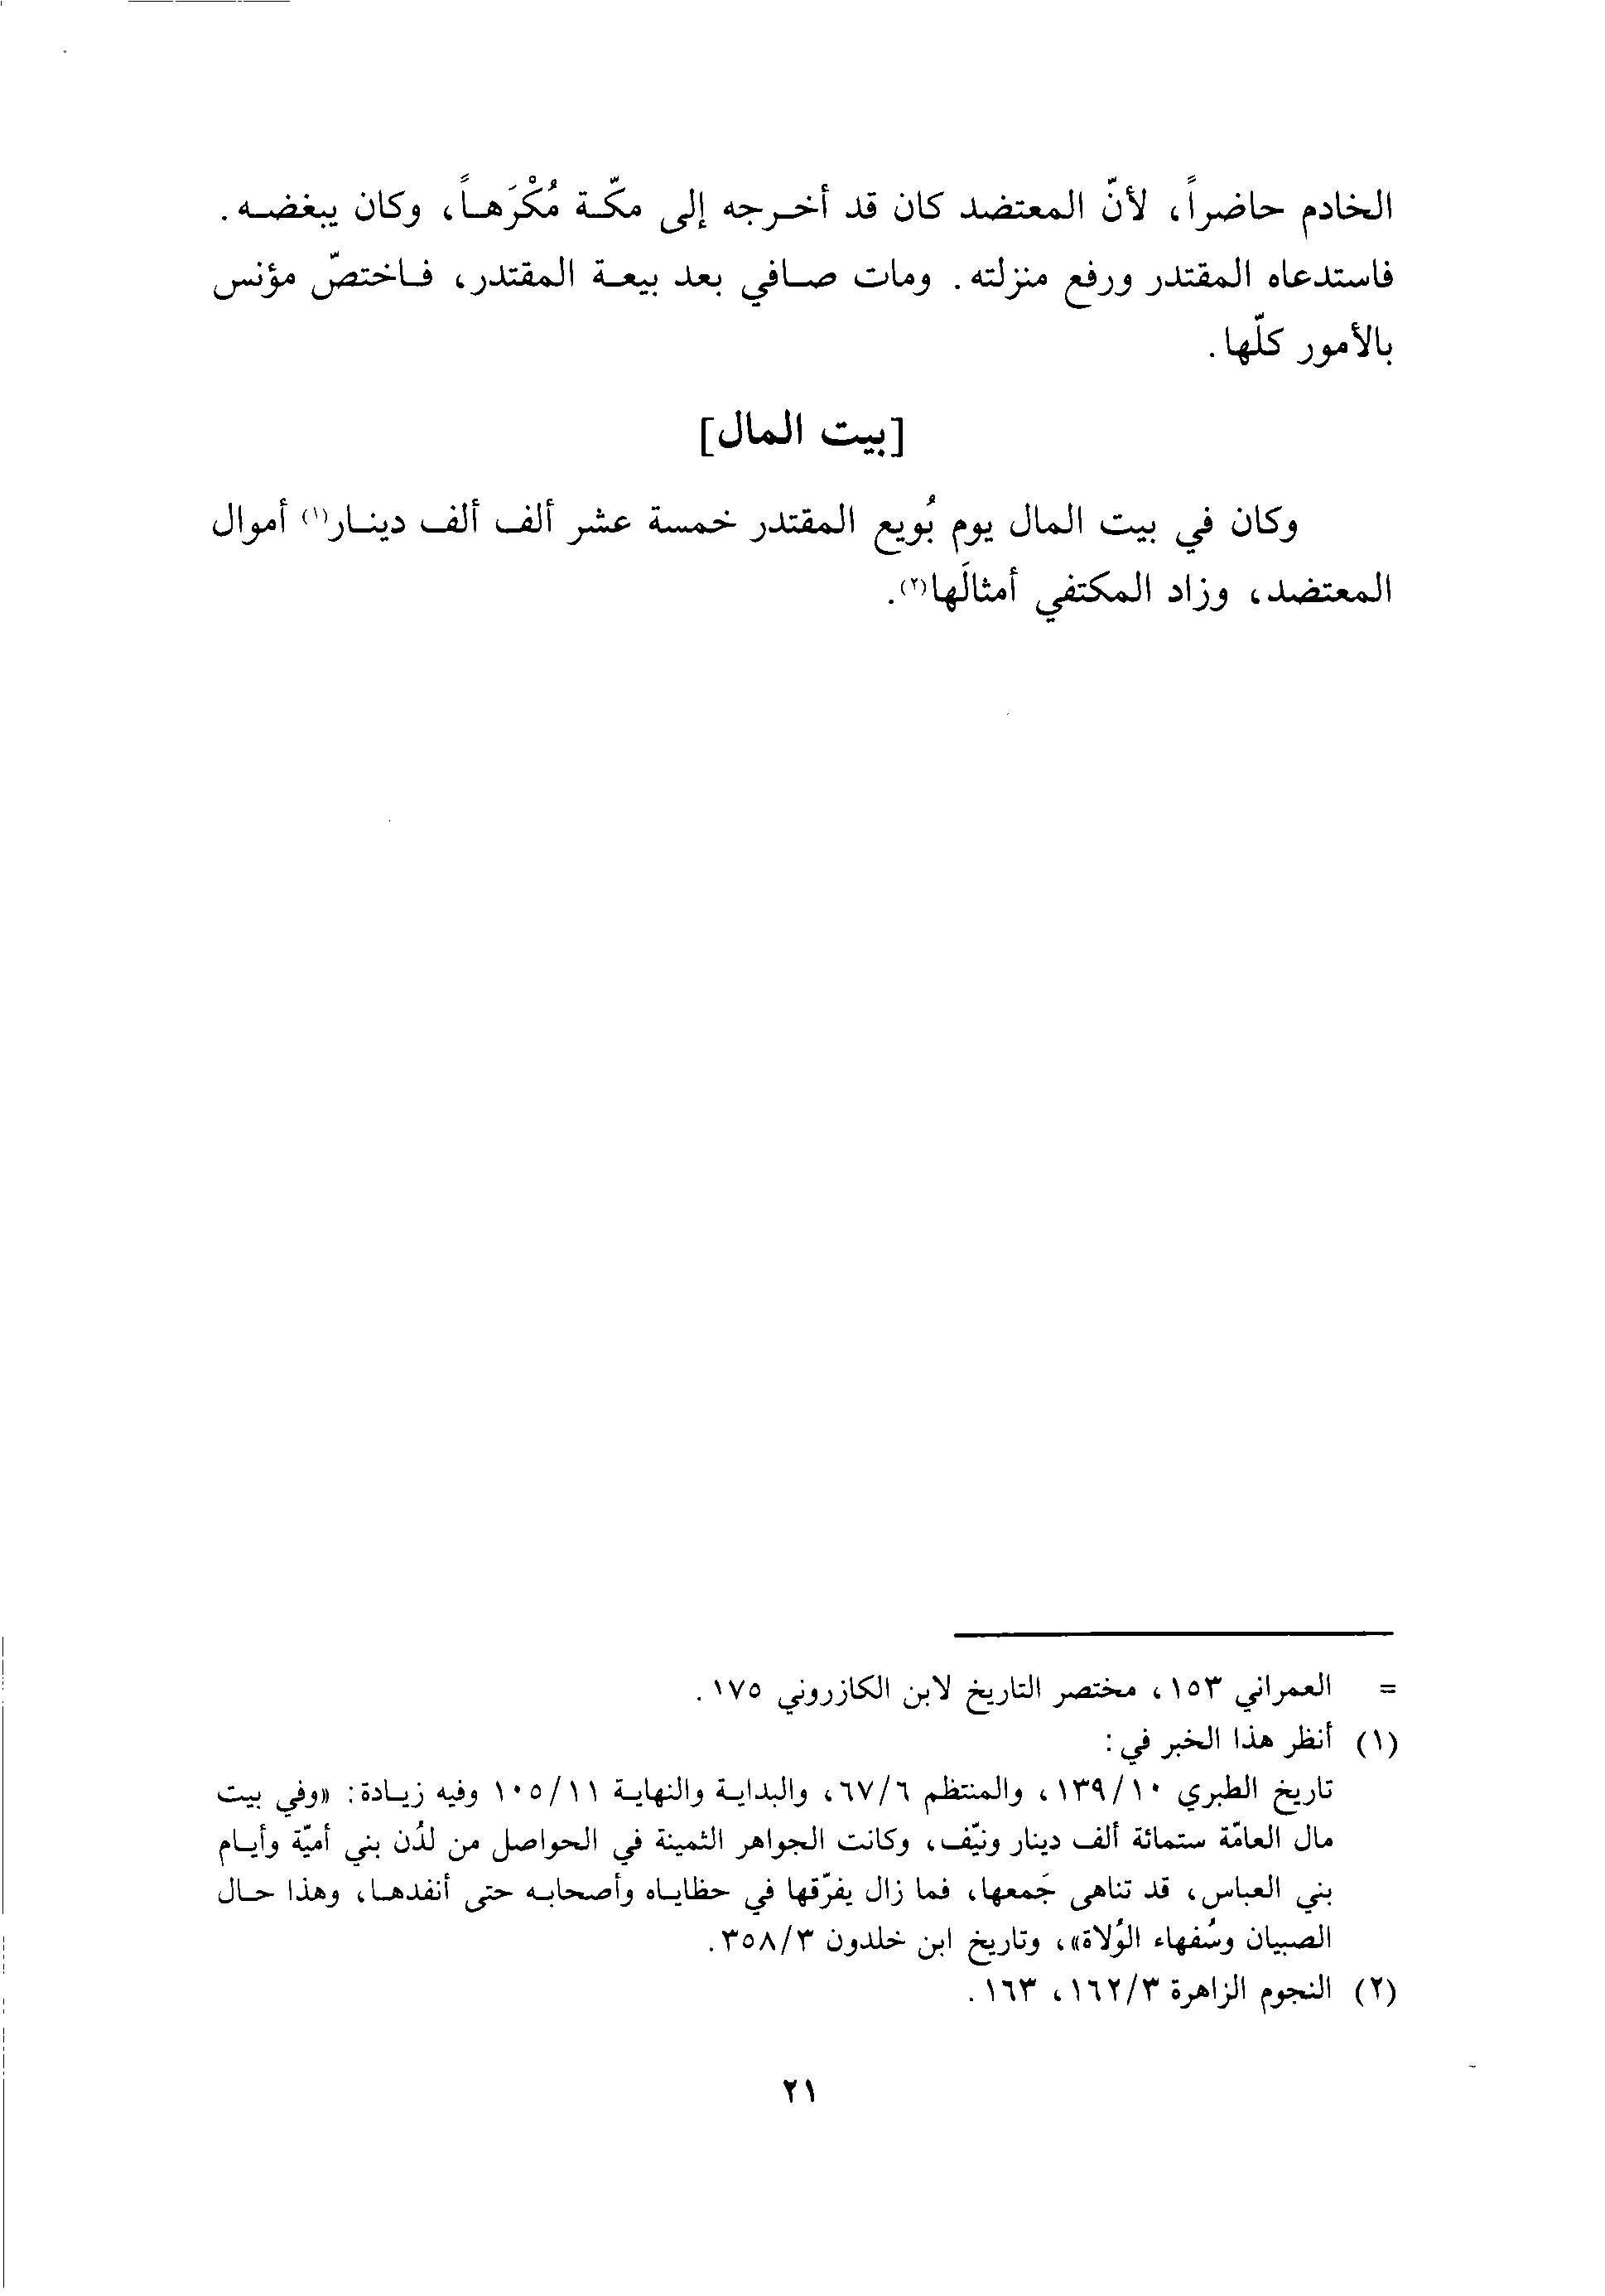 الخادم حاضراً، لأنّ المعتضد كان قد أخرجه إلى مكّة مُكْرَهاً، وكان يبغضه.
فاستدعاه المقتدر ورفع منزلته. ومات صافي بعد بيعة المقتدر، فاختصّ مؤنس
بالأمور كلّها.
[بيت المال]
وكان في بيت المال يوم بُويع المقتدر خمسة عشر ألف ألف دينار(١) أموال
المعتضد، وزاد المكتفي أمثالَها(٢).
= العمراني ١٥٣، مختصر التاريخ لابن الكازروني ١٧٥.
(١) أنظر هذا الخبر في:
تاريخ الطبري ١٣٩/١٠، والمنتظم ٦٧/٦، والبداية والنهاية ١٠٥/١١ وفيه زيادة: «وفي بيت
مال العامّة ستمائة ألف دينار ونيّف، وكانت الجواهر الثمينة في الحواصل من لدُن بني أميّة وأيام
بني العباس، قد تناهى جَمعها، فما زال يفرّقها في حظاياه وأصحابه حتى أنفدها، وهذا حال
الصبيان وسُفهاء الوُلاة»، وتاريخ ابن خلدون ٣٥٨/٣.
(٢) النجوم الزاهرة ١٦٢/٣، ١٦٣.
٢١